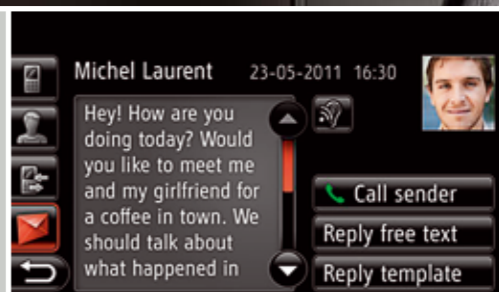 Michel Laurent 23-05-2011 16:30
Hey! How are you
doing today? Would
you like to meet me
and my girlfriend for
a coffee in town. We
should talk about
what happened in
Call sender
Reply free text
Reply template